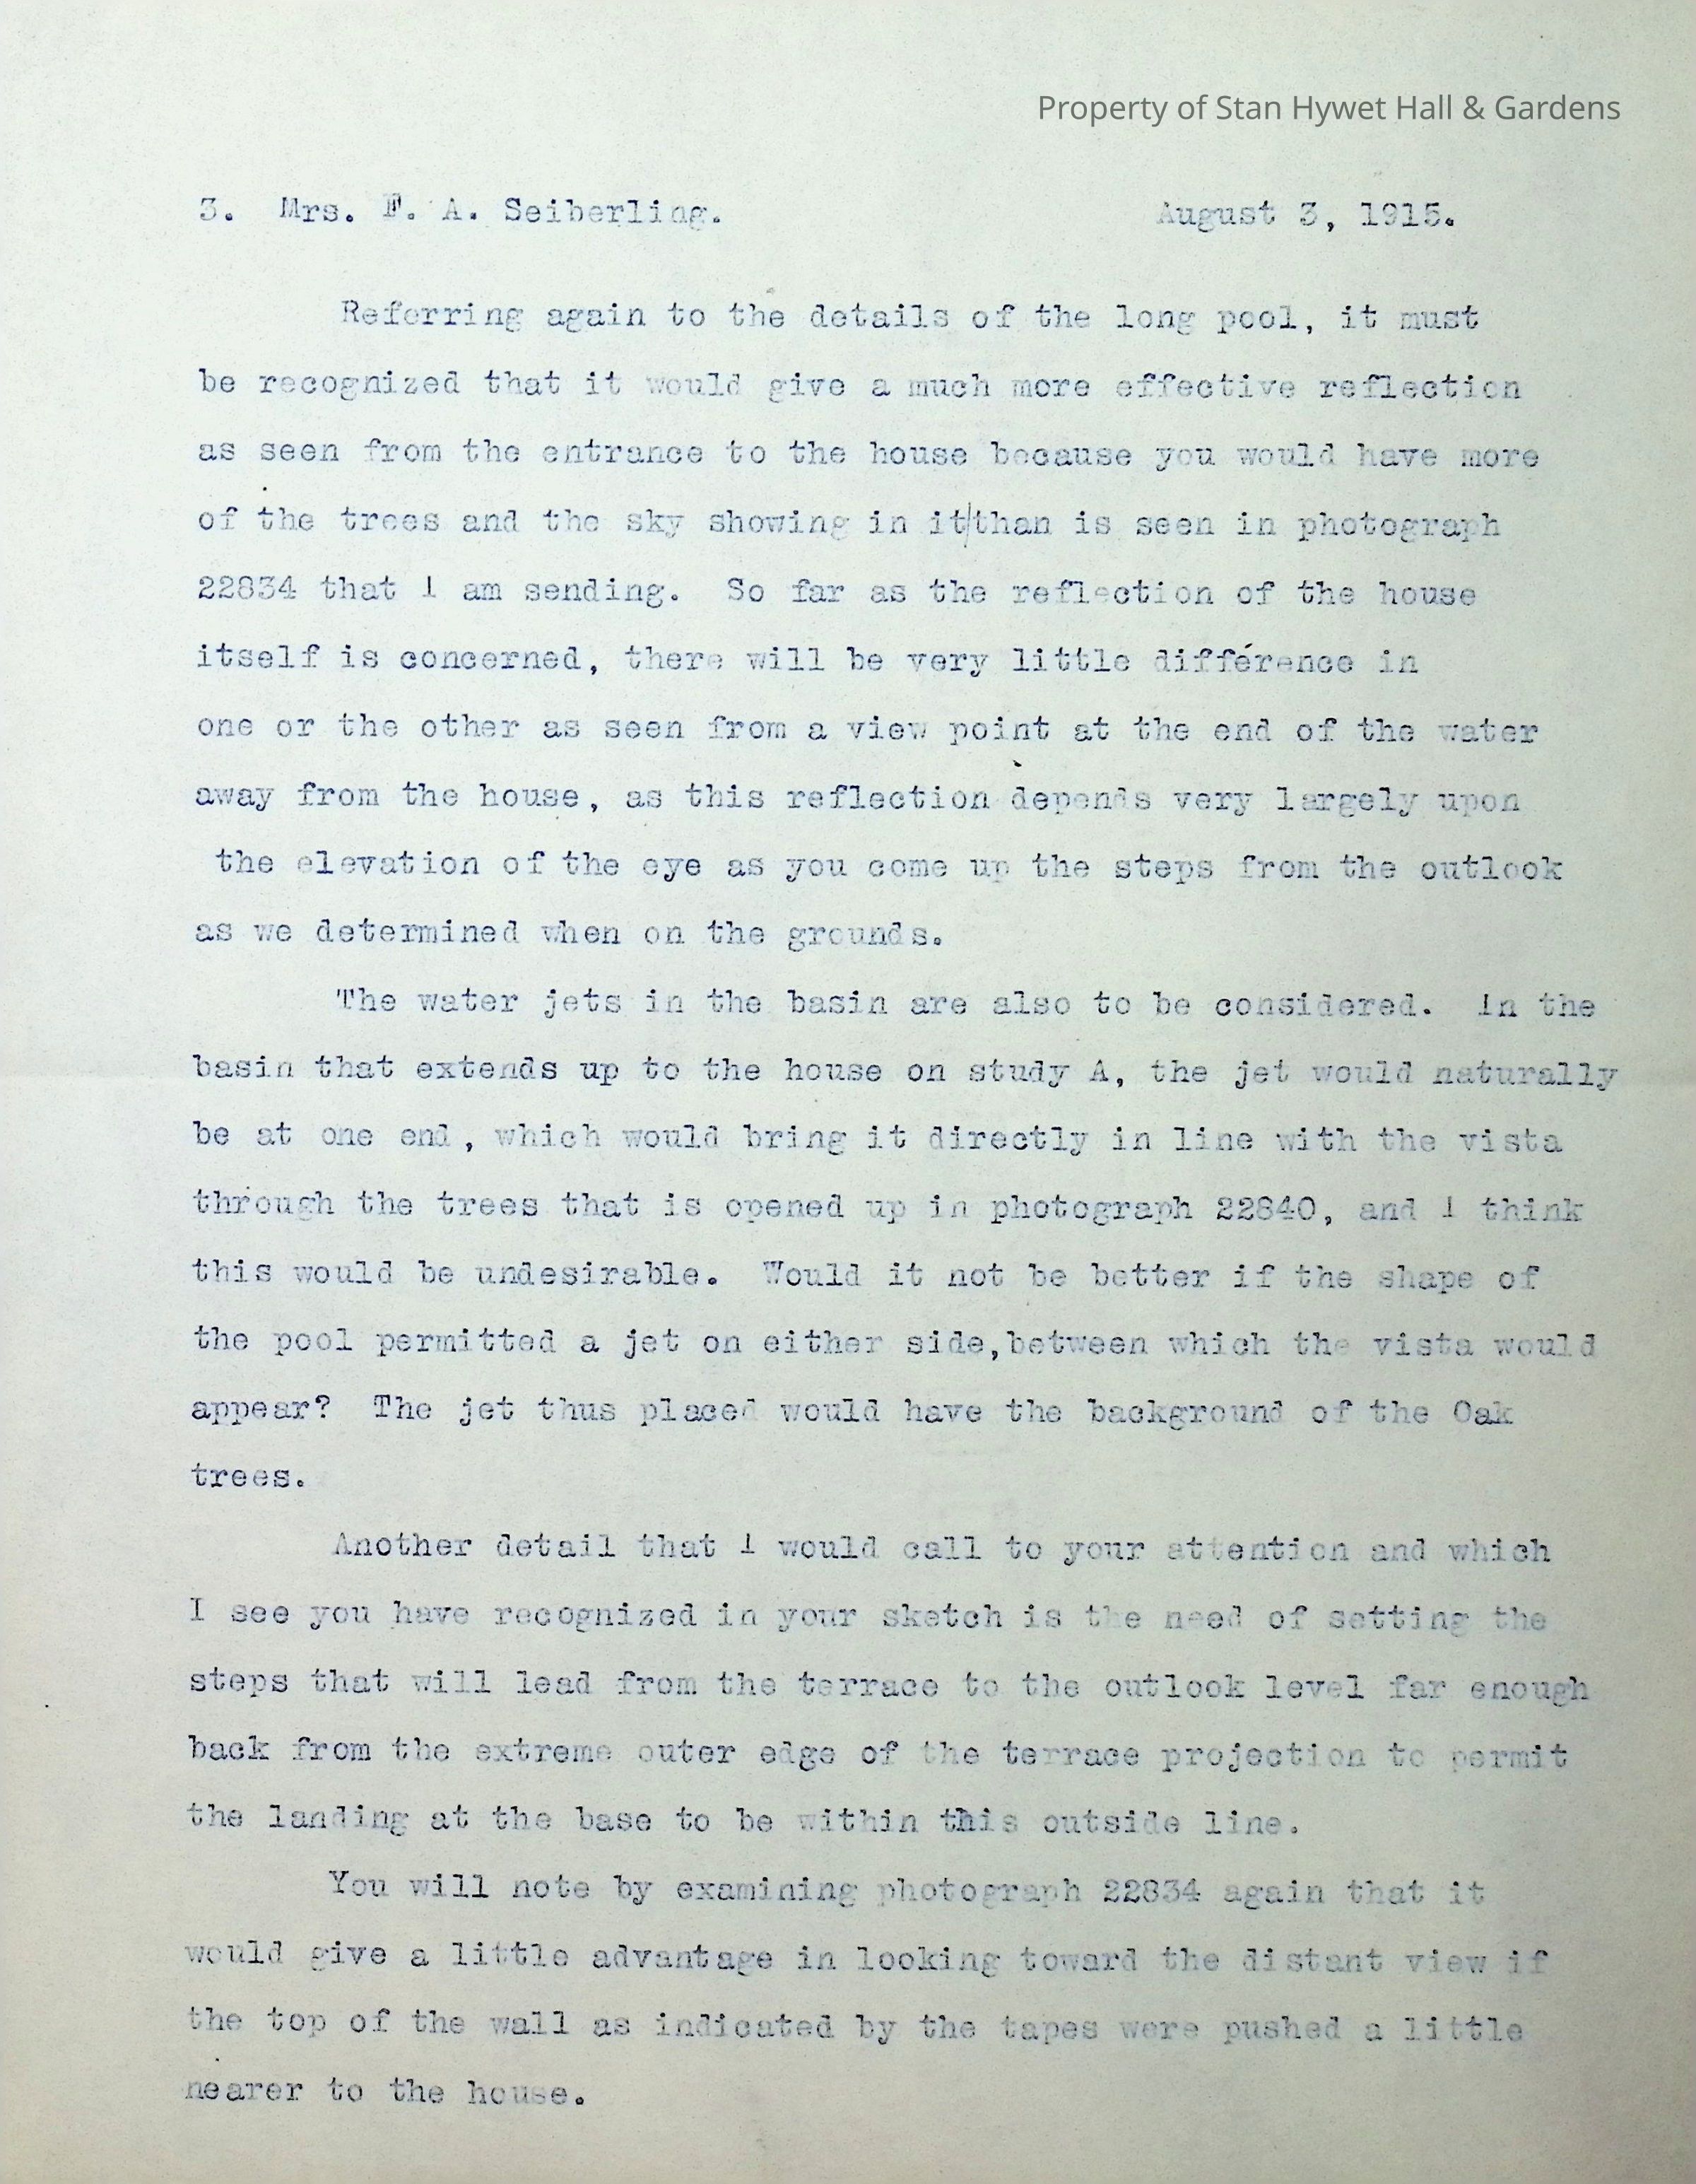 Property of Stan Hywet Hall & Gardens
3. Mrs. F. A. Seiberling. August 3, 1915.
Referring again to the details of the long pool, it must
be recognized that it would give a much more effective reflection
as seen from the entrance to the house because you would have more
of the trees and the sky showing in it/than is seen in photograph
22834 that I am sending. So far as the reflection of the house
itself is concerned, there will be very little difference in
one or the other as seen from a view point at the end of the water
away from the house, as this reflection depends very largely upon
the elevation of the eye as you come up the steps from the outlook
as we determined when on the grounds.
The water jets in the basin are also to be considered. In the
basin that extends up to the house on study A, the jet would naturally
be at one end, which would bring it directly in line with the vista
through the trees that is opened up in photograph 22840, and I think
this would be undesirable. Would it not be better if the shape of
the pool permitted a jet on either side,between which the vista would
appear? The jet thus placed would have the background of the Oak
trees.
Another detail that I would call to your attention and which
I see you have recognized in your sketch is the need of setting the
steps that will lead from the terrace to the outlook level far enough
back from the extreme outer edge of the terrace projection to permit
the landing at the base to be within this outside line.
You will note by examining photograph 22834 again that it
would give a little advantage in looking toward the distant view if
the top of the wall as indicated by the tapes were pushed a little
nearer to the house.